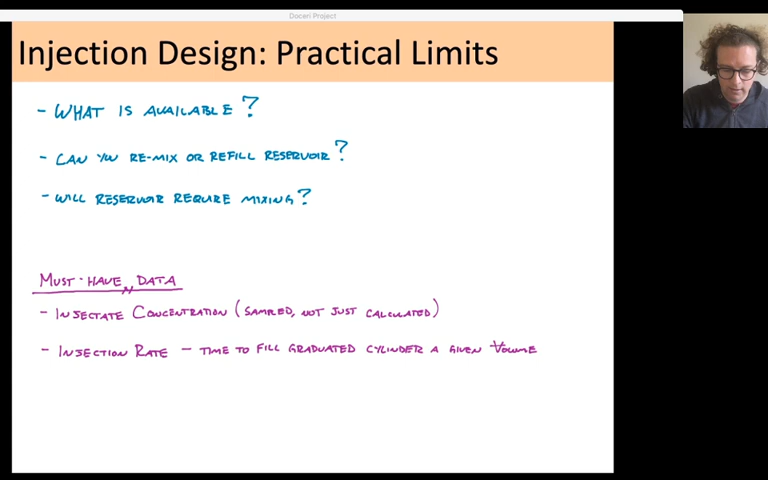 Doceri Project
Injection Design: Practical Limits
- WHAT IS AVAILABLE?
- CAN YOU RE-MIX OR REFILL RESERVOIR?
- WILL RESERVOIR REQUIRE MIXING?
MUST-HAVE DATA
- INJECTATE CONCENTRATION (SAMPLED, NOT JUST CALCULATED)
- INJECTION RATE - TIME TO FILL GRADUATED CYLINDER A GIVEN VOLUME